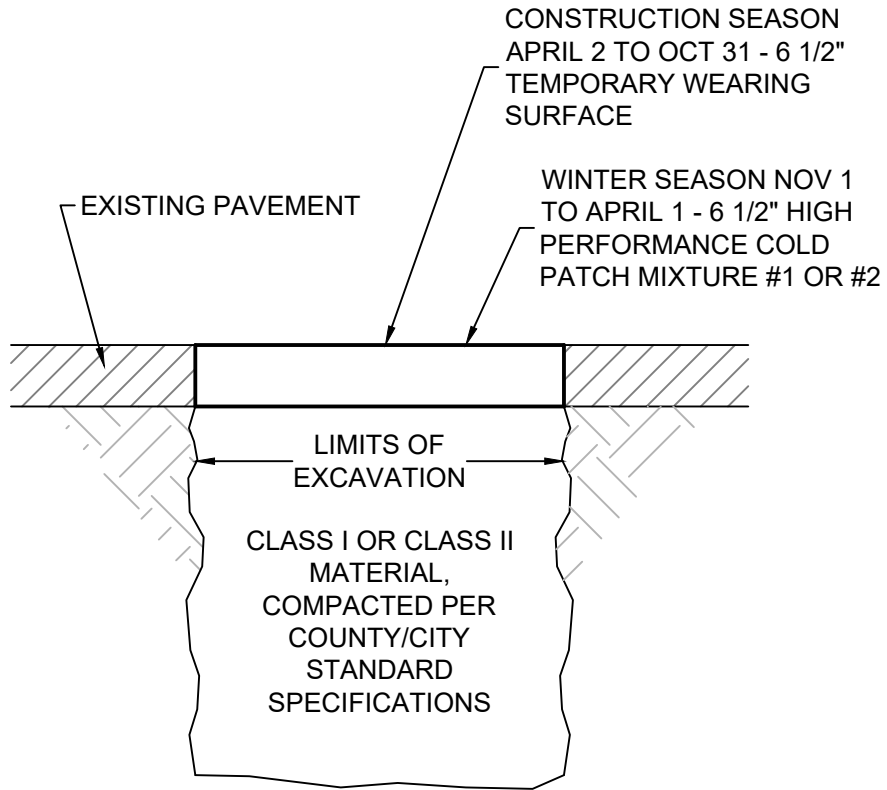 CONSTRUCTION SEASON
APRIL 2 TO OCT 31 - 6 1/2"
TEMPORARY WEARING
SURFACE
WINTER SEASON NOV 1
TO APRIL 1 - 6 1/2" HIGH
PERFORMANCE COLD
PATCH MIXTURE #1 OR #2
EXISTING PAVEMENT
LIMITS OF
EXCAVATION
CLASS I OR CLASS II
MATERIAL,
COMPACTED PER
COUNTY/CITY
STANDARD
SPECIFICATIONS